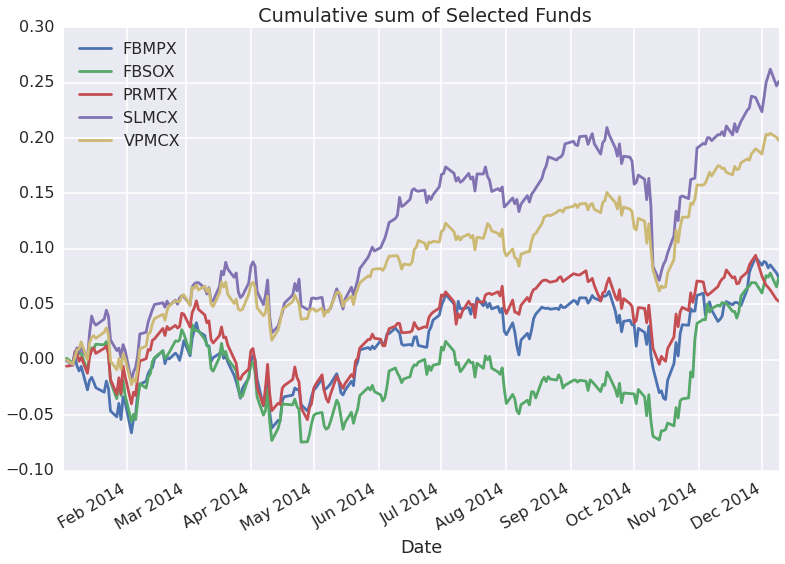 Cumulative sum of Selected Funds
0.30
0.25
0.20
0.15
0.10
0.05
0.00
−0.05
−0.10
FBMPX
FBSOX
PRMTX
SLMCX
VPMCX
Feb 2014
Mar 2014
Apr 2014
May 2014
Jun 2014
Jul 2014
Aug 2014
Sep 2014
Oct 2014
Nov 2014
Dec 2014
Date